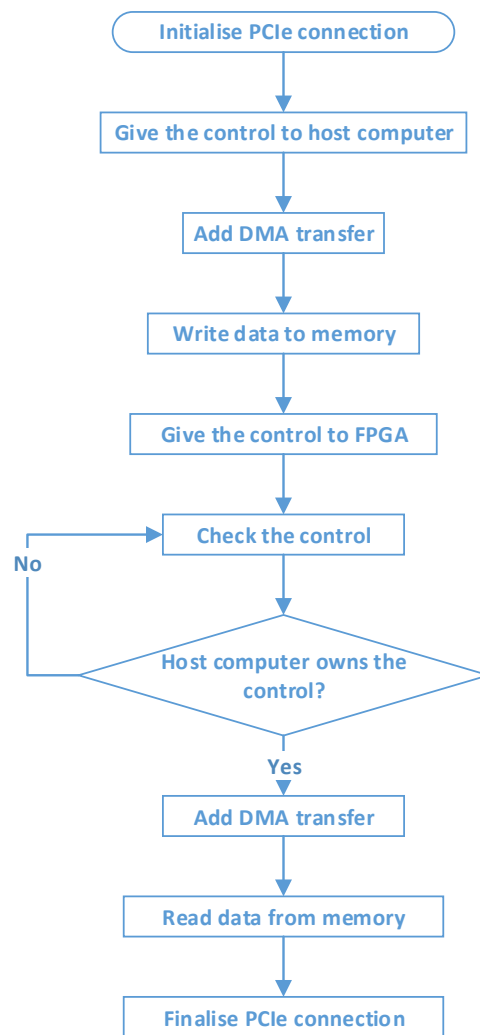 Initialise PCIe connection
Give the control to host computer
Add DMA transfer
Write data to memory
Give the control to FPGA
Check the control
No
Host computer owns the
control?
Yes
Add DMA transfer
Read data from memory
Finalise PCIe connection